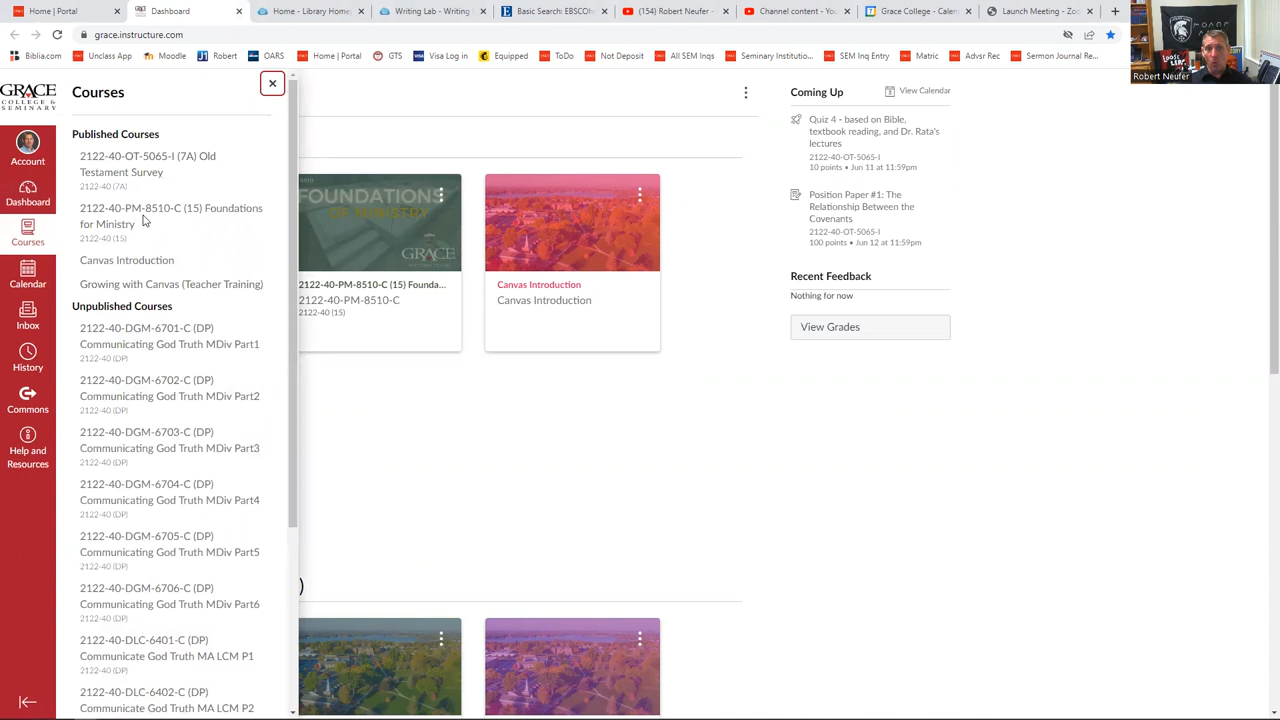 Home | Portal
Dashboard
Home - Library Home
Writing Lab - Writing Lab
Basic Search: EBSCOh
(154) Robert Neufer -
Channel content - You
Grace College - Calen
Launch Meeting - Zoo
grace.instructure.com
Biblia.com
Unclass App
Moodle
Robert
OARS
Home | Portal
GTS
Visa Log in
Equipped
ToDo
Not Deposit
All SEM Inqs
Seminary Institutio...
SEM Inq Entry
Matric
Advsr Rec
Sermon Journal Re...
Robert Neufer
GRACE
COLLEGE &
SEMINARY
Account
Dashboard
Courses
Calendar
Inbox
History
Commons
Help and
Resources
Courses
Published Courses
2122-40-OT-5065-I (7A) Old
Testament Survey
2122-40 (7A)
2122-40-PM-8510-C (15) Foundations
for Ministry
2122-40 (15)
Canvas Introduction
Growing with Canvas (Teacher Training)
Unpublished Courses
2122-40-DGM-6701-C (DP)
Communicating God Truth MDiv Part1
2122-40 (DP)
2122-40-DGM-6702-C (DP)
Communicating God Truth MDiv Part2
2122-40 (DP)
2122-40-DGM-6703-C (DP)
Communicating God Truth MDiv Part3
2122-40 (DP)
2122-40-DGM-6704-C (DP)
Communicating God Truth MDiv Part4
2122-40 (DP)
2122-40-DGM-6705-C (DP)
Communicating God Truth MDiv Part5
2122-40 (DP)
2122-40-DGM-6706-C (DP)
Communicating God Truth MDiv Part6
2122-40 (DP)
2122-40-DLC-6401-C (DP)
Communicate God Truth MA LCM P1
2122-40 (DP)
2122-40-DLC-6402-C (DP)
Communicate God Truth MA LCM P2
FOUNDATIONS
OF MINISTRY
GRACE
2122-40-PM-8510-C (15) Founda...
2122-40-PM-8510-C
2122-40 (15)
Canvas Introduction
Canvas Introduction
)
Coming Up
View Calendar
Quiz 4 - based on Bible,
textbook reading, and Dr. Rata's
lectures
2122-40-OT-5065-I
10 points • Jun 11 at 11:59pm
Position Paper #1: The
Relationship Between the
Covenants
2122-40-OT-5065-I
100 points • Jun 12 at 11:59pm
Recent Feedback
Nothing for now
View Grades